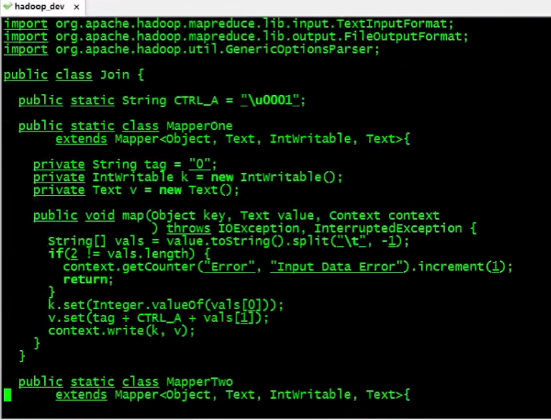 hadoop_dev ×
import org.apache.hadoop.mapreduce.lib.input.TextInputFormat;
import org.apache.hadoop.mapreduce.lib.output.FileOutputFormat;
import org.apache.hadoop.util.GenericOptionsParser;
public class Join {
public static String CTRL_A = "\u0001";
public static class MapperOne
extends Mapper<Object, Text, IntWritable, Text>{
private String tag = "0";
private IntWritable k = new IntWritable();
private Text v = new Text();
public void map(Object key, Text value, Context context
) throws IOException, InterruptedException {
String[] vals = value.toString().split("\t", -1);
if(2 != vals.length) {
context.getCounter("Error", "Input Data Error").increment(1);
return;
}
k.set(Integer.valueOf(vals[0]));
v.set(tag + CTRL_A + vals[1]);
context.write(k, v);
}
}
public static class MapperTwo
extends Mapper<Object, Text, IntWritable, Text>{